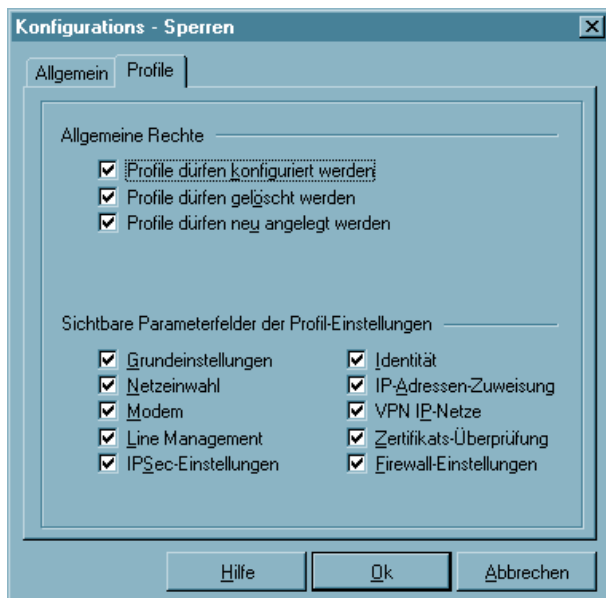 Konfigurations - Sperren
Allgemein
Profile
Allgemeine Rechte
Profile dürfen konfiguriert werden
Profile dürfen gelöscht werden
Profile dürfen neu angelegt werden
Sichtbare Parameterfelder der Profil-Einstellungen
Grundeinstellungen
Netzeinwahl
Modem
Line Management
IPSec-Einstellungen
Identität
IP-Adressen-Zuweisung
VPN IP-Netze
Zertifikats-Überprüfung
Firewall-Einstellungen
Hilfe
Ok
Abbrechen